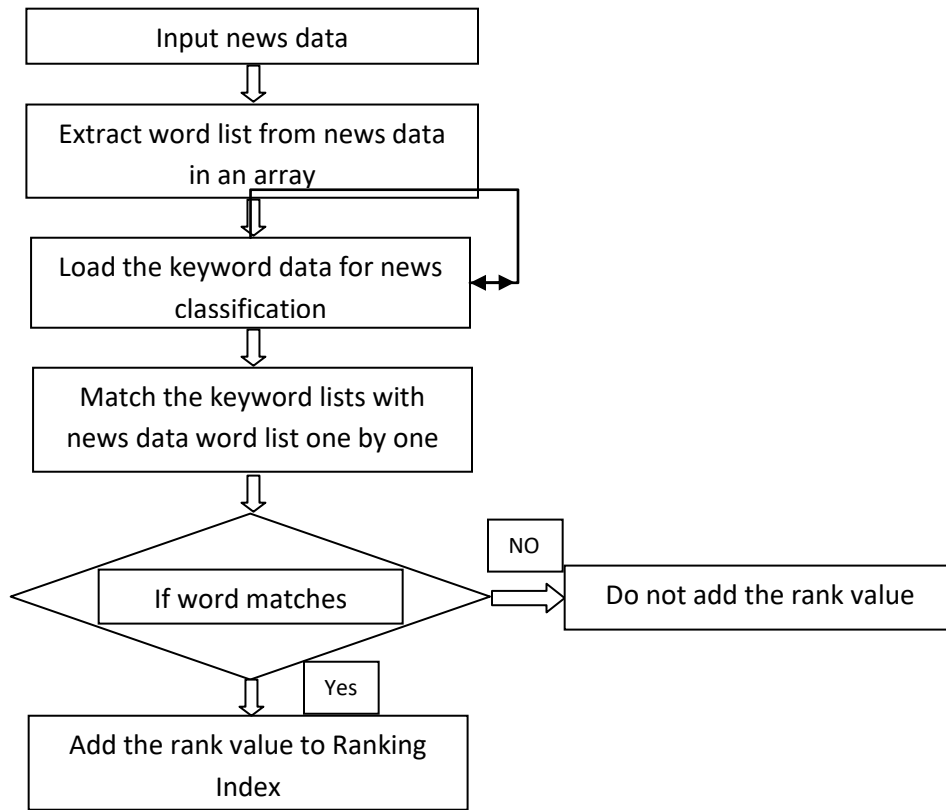 Input news data
Extract word list from news data
in an array
Load the keyword data for news
classification
Match the keyword lists with
news data word list one by one
NO
If word matches
Do not add the rank value
Yes
Add the rank value to Ranking
Index